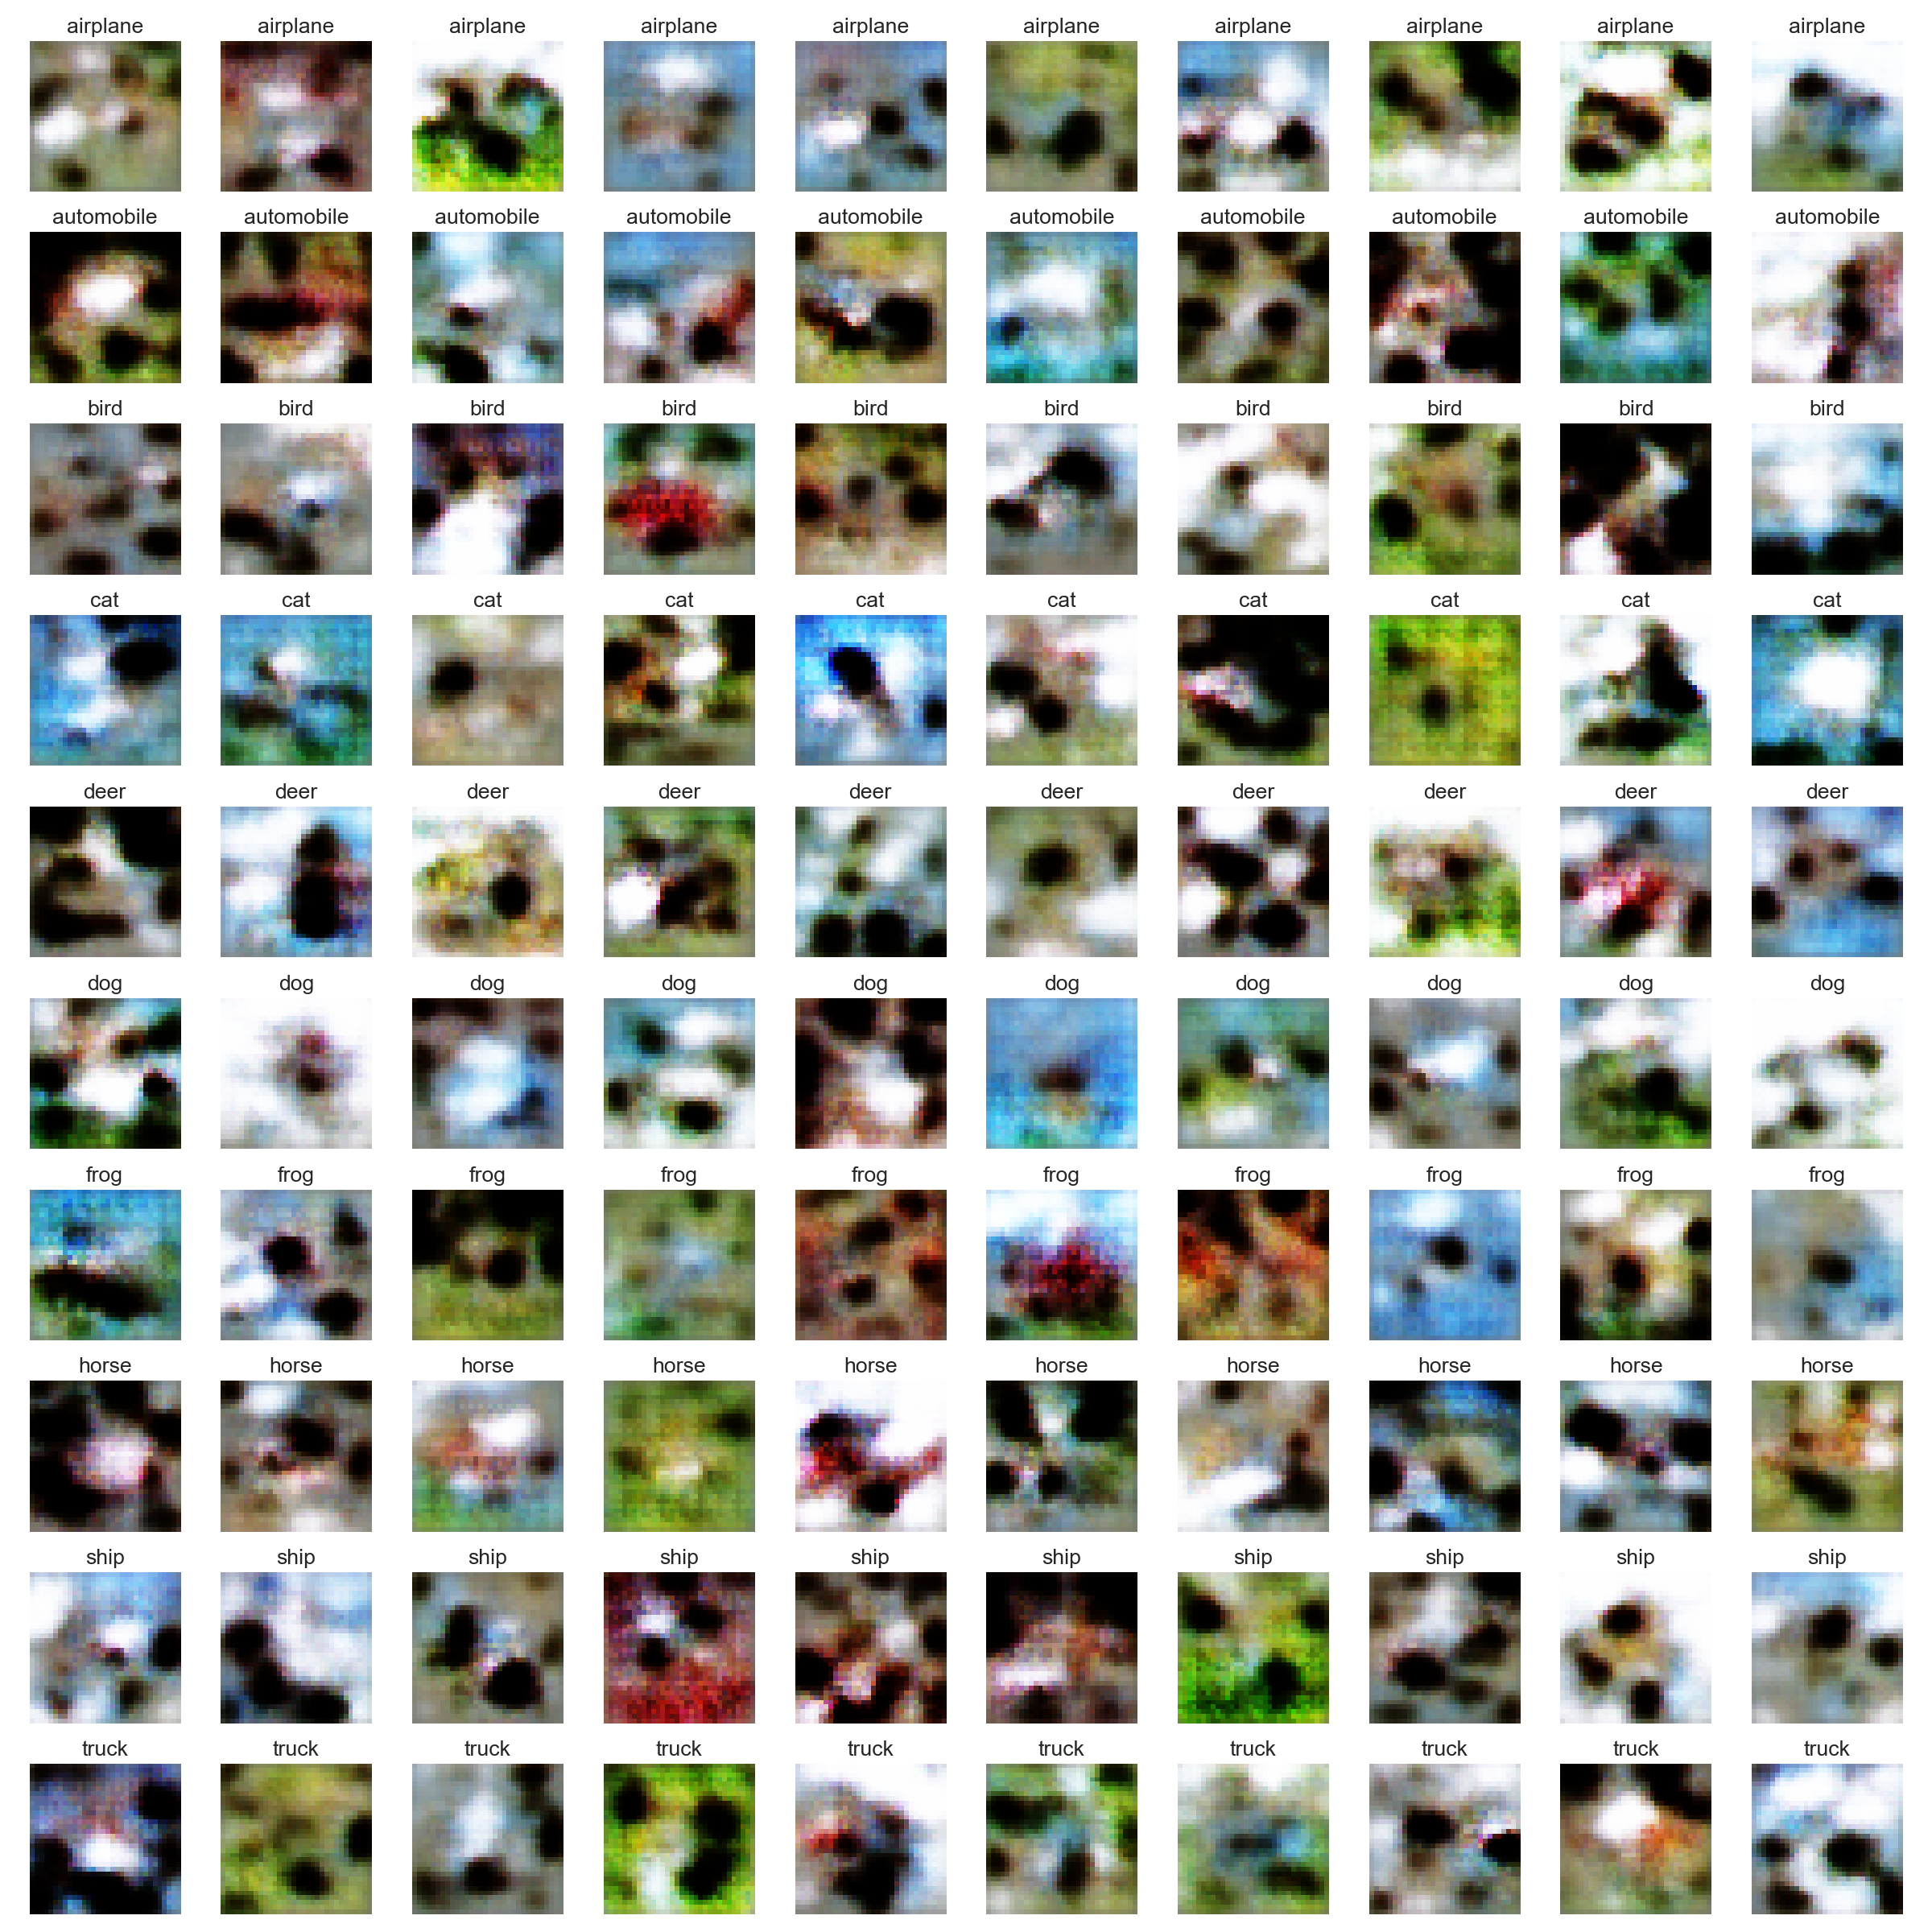 airplane airplane airplane airplane airplane airplane airplane airplane airplane airplane
automobile automobile automobile automobile automobile automobile automobile automobile automobile automobile
bird bird bird bird bird bird bird bird bird bird
cat cat cat cat cat cat cat cat cat cat
deer deer deer deer deer deer deer deer deer deer
dog dog dog dog dog dog dog dog dog dog
frog frog frog frog frog frog frog frog frog frog
horse horse horse horse horse horse horse horse horse horse
ship ship ship ship ship ship ship ship ship ship
truck truck truck truck truck truck truck truck truck truck